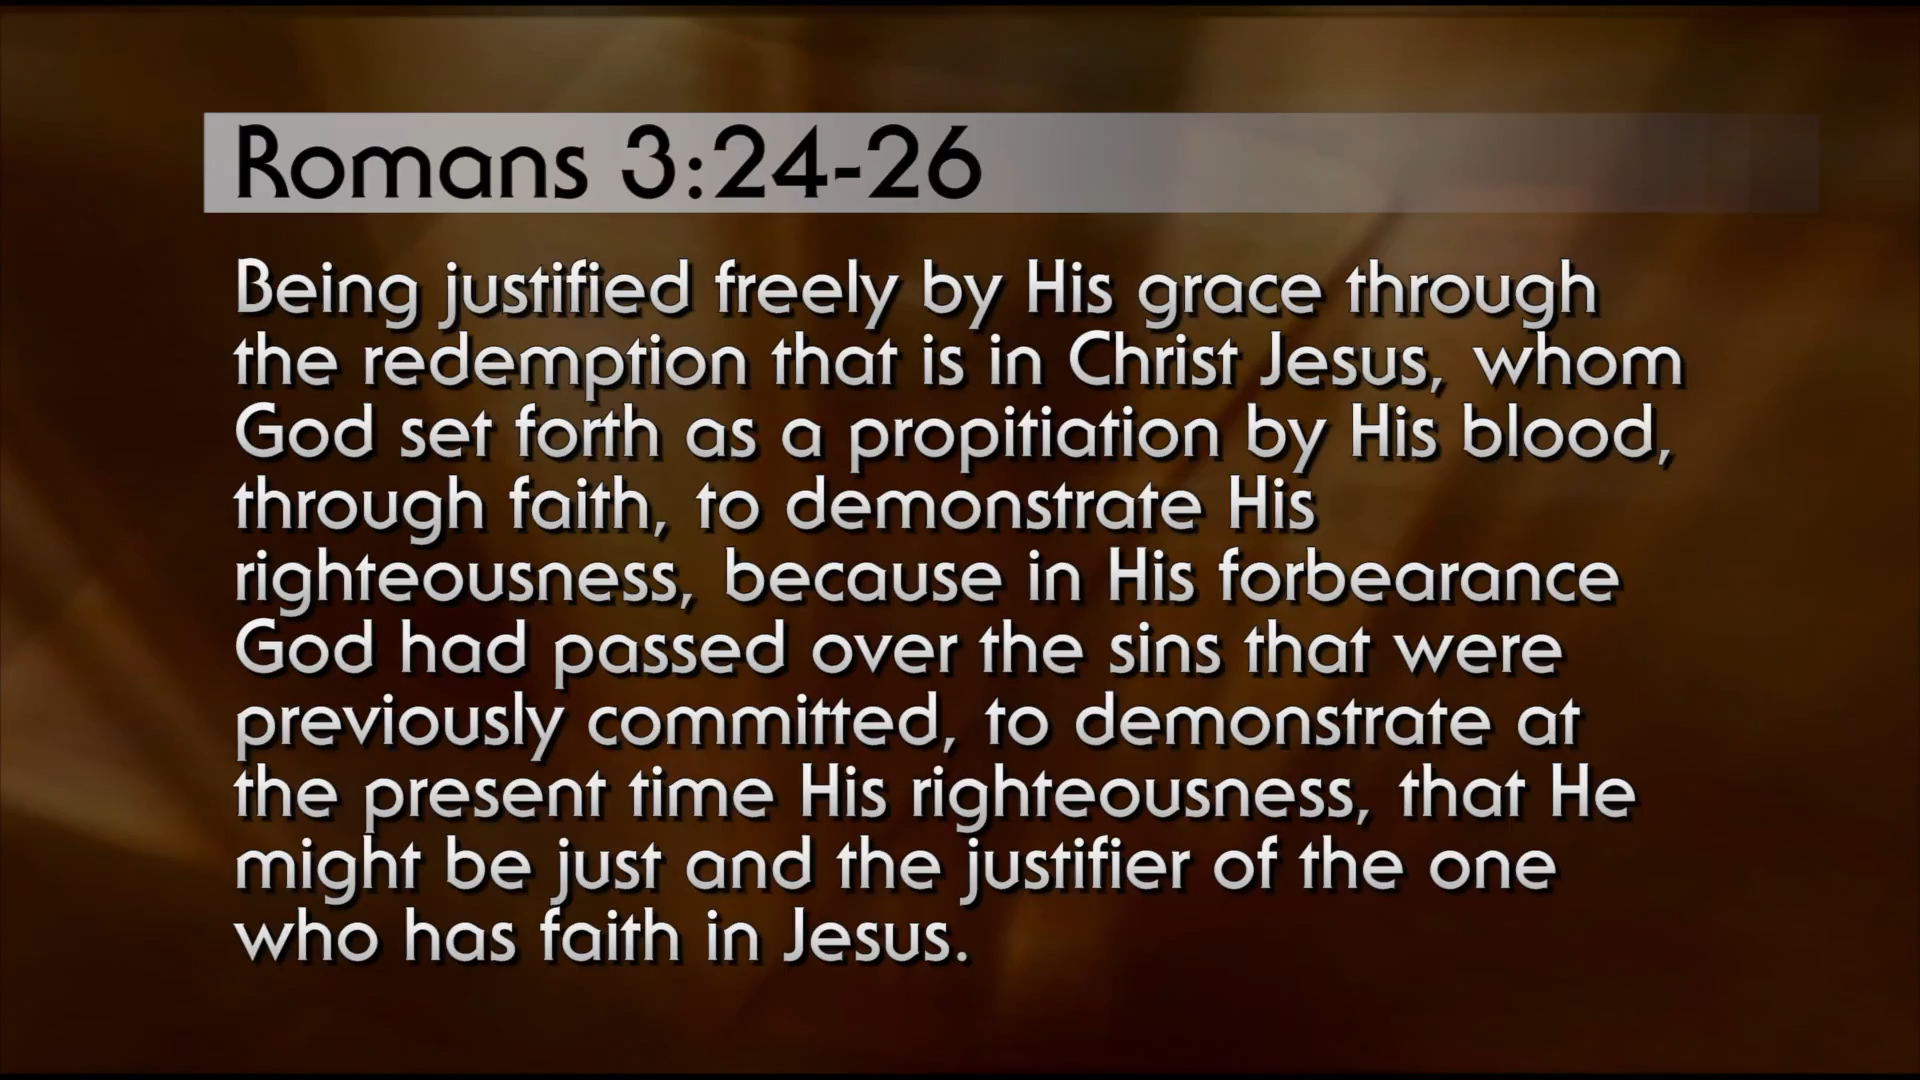 Romans 3:24-26
Being justified freely by His grace through
the redemption that is in Christ Jesus, whom
God set forth as a propitiation by His blood,
through faith, to demonstrate His
righteousness, because in His forbearance
God had passed over the sins that were
previously committed, to demonstrate at
the present time His righteousness, that He
might be just and the justifier of the one
who has faith in Jesus.